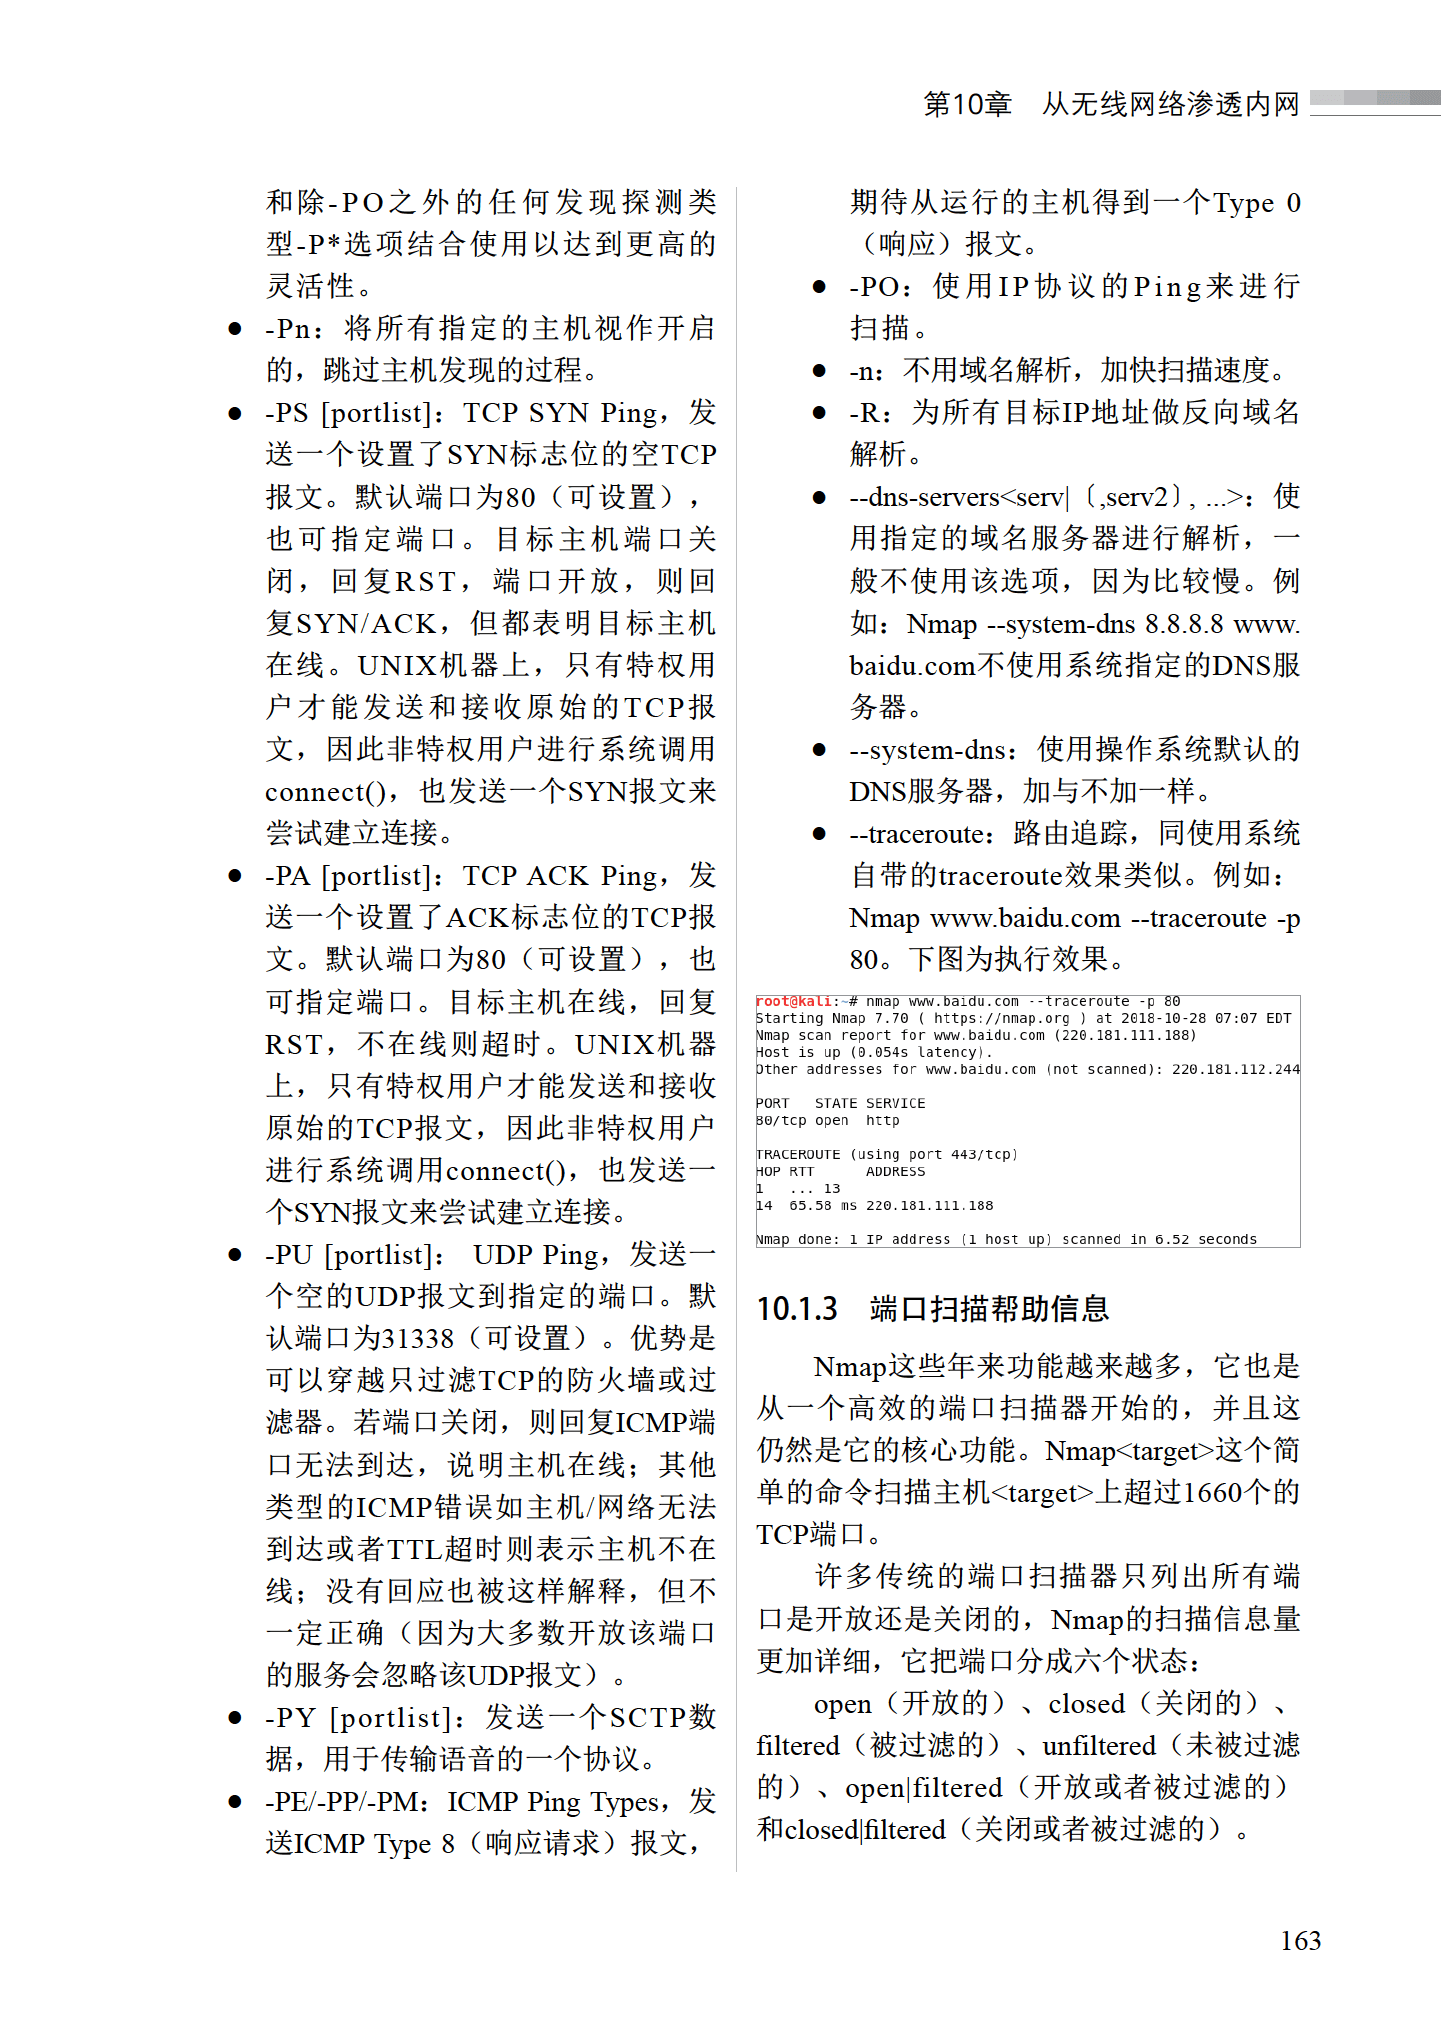 第10章　从无线网络渗透内网
和除-PO之外的任何发现探测类
型-P*选项结合使用以达到更高的
灵活性。
● -Pn：将所有指定的主机视作开启
的，跳过主机发现的过程。
● -PS [portlist]：TCP SYN Ping，发
送一个设置了SYN标志位的空TCP
报文。默认端口为80（可设置），
也可指定端口。目标主机端口关
闭，回复RST，端口开放，则回
复SYN/ACK，但都表明目标主机
在线。UNIX机器上，只有特权用
户才能发送和接收原始的TCP报
文，因此非特权用户进行系统调用
connect()，也发送一个SYN报文来
尝试建立连接。
● -PA [portlist]：TCP ACK Ping，发
送一个设置了ACK标志位的TCP报
文。默认端口为80（可设置），也
可指定端口。目标主机在线，回复
RST，不在线则超时。UNIX机器
上，只有特权用户才能发送和接收
原始的TCP报文，因此非特权用户
进行系统调用connect()，也发送一
个SYN报文来尝试建立连接。
● -PU [portlist]： UDP Ping，发送一
个空的UDP报文到指定的端口。默
认端口为31338（可设置）。优势是
可以穿越只过滤TCP的防火墙或过
滤器。若端口关闭，则回复ICMP端
口无法到达，说明主机在线；其他
类型的ICMP错误如主机/网络无法
到达或者TTL超时则表示主机不在
线；没有回应也被这样解释，但不
一定正确（因为大多数开放该端口
的服务会忽略该UDP报文）。
● -PY [portlist]：发送一个SCTP数
据，用于传输语音的一个协议。
● -PE/-PP/-PM：ICMP Ping Types，发
送ICMP Type 8（响应请求）报文，
期待从运行的主机得到一个Type 0
（响应）报文。
● -PO：使用IP协议的Ping来进行
扫描。
● -n：不用域名解析，加快扫描速度。
● -R：为所有目标IP地址做反向域名
解析。
● --dns-servers<serv|〔,serv2〕, ...>：使
用指定的域名服务器进行解析，一
般不使用该选项，因为比较慢。例
如：Nmap --system-dns 8.8.8.8 www.
baidu.com不使用系统指定的DNS服
务器。
● --system-dns：使用操作系统默认的
DNS服务器，加与不加一样。
● --traceroute：路由追踪，同使用系统
自带的traceroute效果类似。例如：
Nmap www.baidu.com --traceroute -p
80。下图为执行效果。
root@kali:~# nmap www.baidu.com --traceroute -p 80
Starting Nmap 7.70 ( https://nmap.org ) at 2018-10-28 07:07 EDT
Nmap scan report for www.baidu.com (220.181.111.188)
Host is up (0.054s latency).
Other addresses for www.baidu.com (not scanned): 220.181.112.244
PORT   STATE SERVICE
80/tcp open  http
TRACEROUTE (using port 443/tcp)
HOP RTT      ADDRESS
1   ... 13
14  65.58 ms 220.181.111.188
Nmap done: 1 IP address (1 host up) scanned in 6.52 seconds
10.1.3　端口扫描帮助信息
Nmap这些年来功能越来越多，它也是
从一个高效的端口扫描器开始的，并且这
仍然是它的核心功能。Nmap<target>这个简
单的命令扫描主机<target>上超过1660个的
TCP端口。
许多传统的端口扫描器只列出所有端
口是开放还是关闭的，Nmap的扫描信息量
更加详细，它把端口分成六个状态：
open（开放的）、closed（关闭的）、
filtered（被过滤的）、unfiltered（未被过滤
的）、open|filtered（开放或者被过滤的）
和closed|filtered（关闭或者被过滤的）。
163